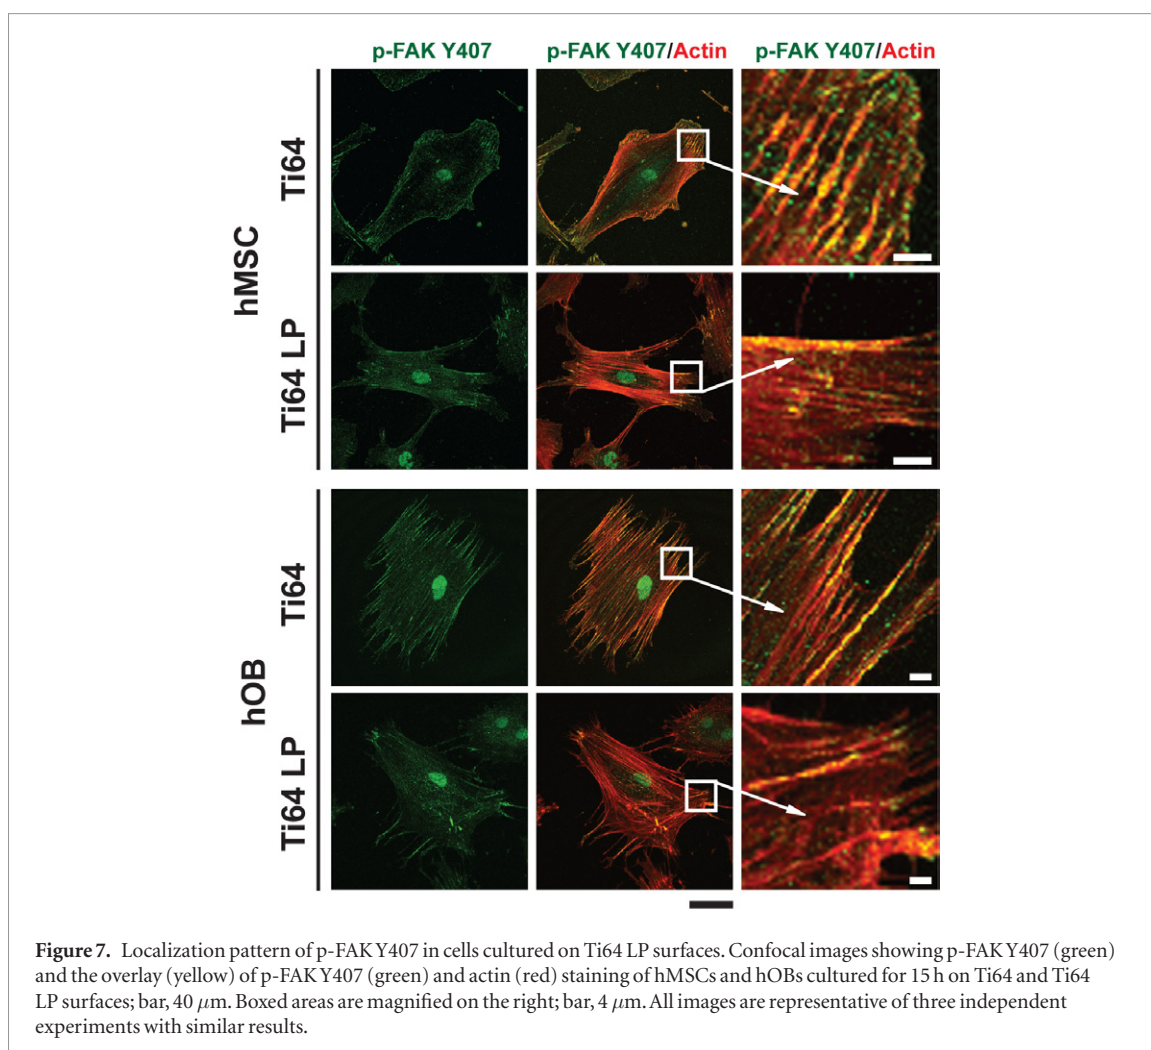 p-FAK Y407 p-FAK Y407/Actin p-FAK Y407/Actin
hMSC
Ti64
Ti64 LP
hOB
Ti64
Ti64 LP
Figure 7. Localization pattern of p-FAK Y407 in cells cultured on Ti64 LP surfaces. Confocal images showing p-FAK Y407 (green)
and the overlay (yellow) of p-FAK Y407 (green) and actin (red) staining of hMSCs and hOBs cultured for 15 h on Ti64 and Ti64
LP surfaces; bar, 40 μm. Boxed areas are magnified on the right; bar, 4 μm. All images are representative of three independent
experiments with similar results.